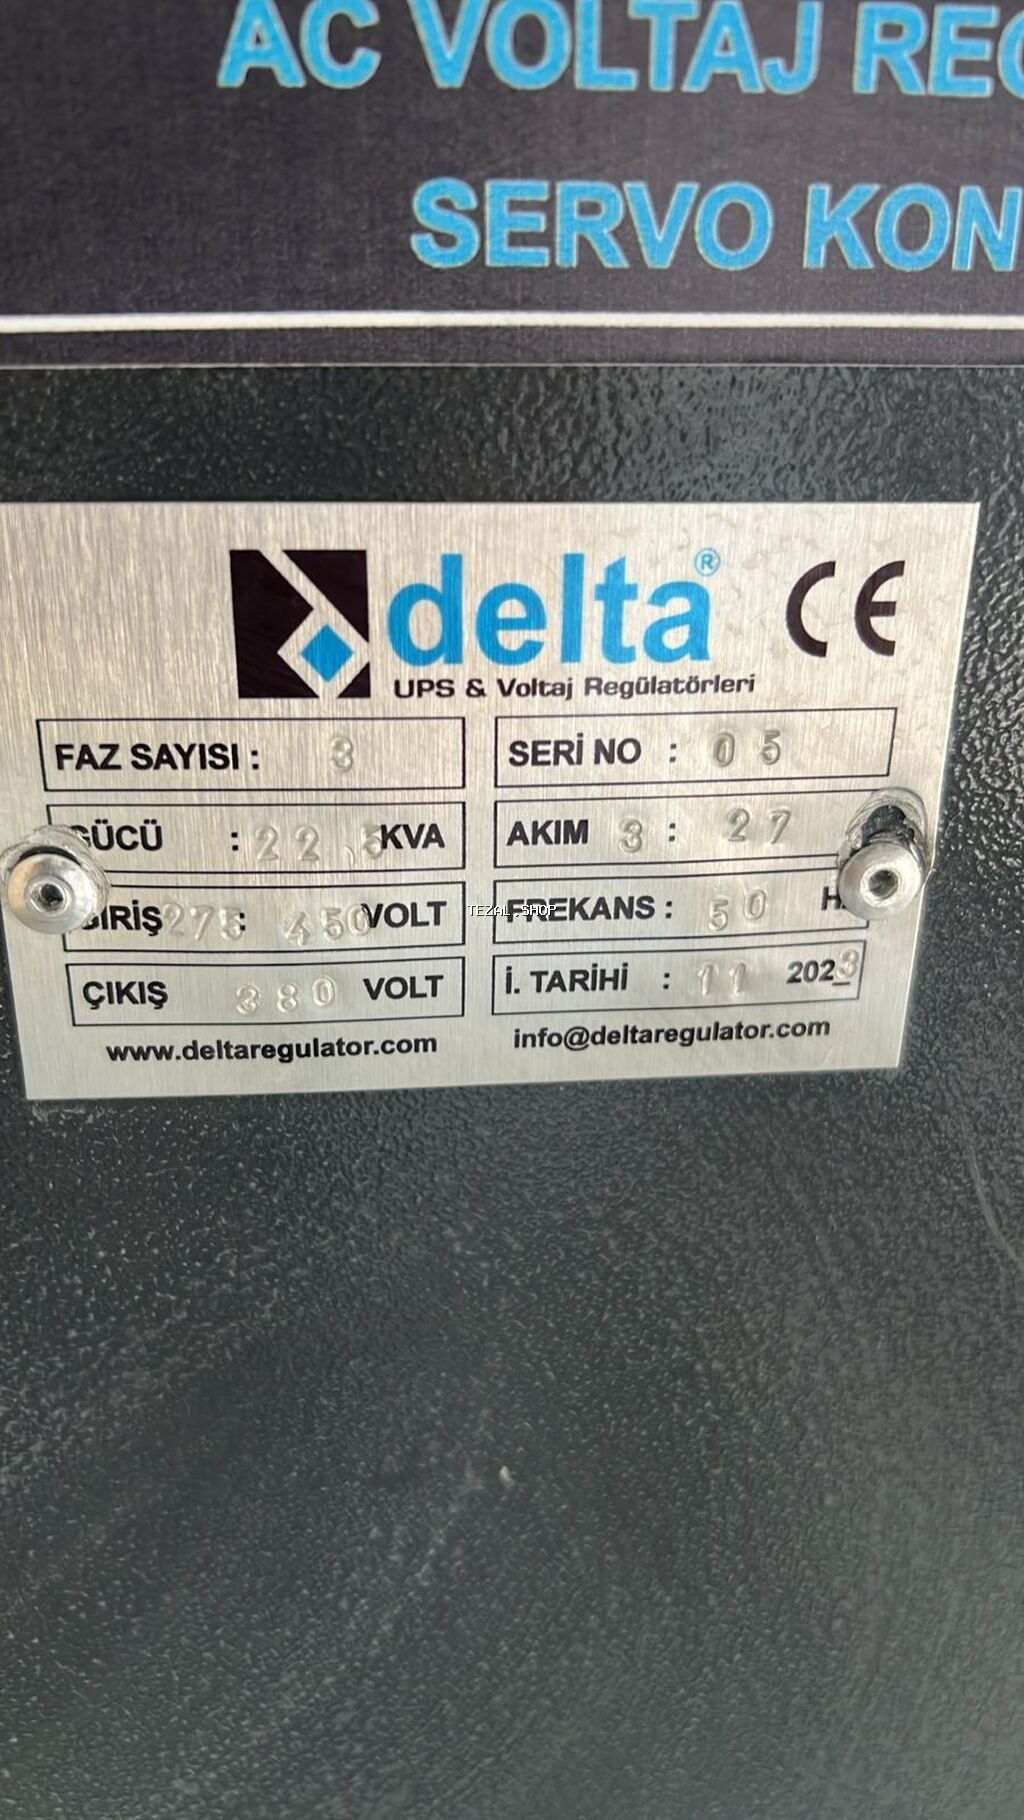 AC VOLTAJ REG
SERVO KON
delta®
CE
UPS & Voltaj Regülatörleri
FAZ SAYISI : 3
SERİ NO : 05
GÜCÜ : 22,5 KVA
AKIM 3 : 27
GİRİŞ 275 : 450 VOLT
FREKANS : 50 Hz
TEZAL.SHOP
ÇIKIŞ 380 VOLT
İ. TARİHİ : 11 2023
www.deltaregulator.com
info@deltaregulator.com